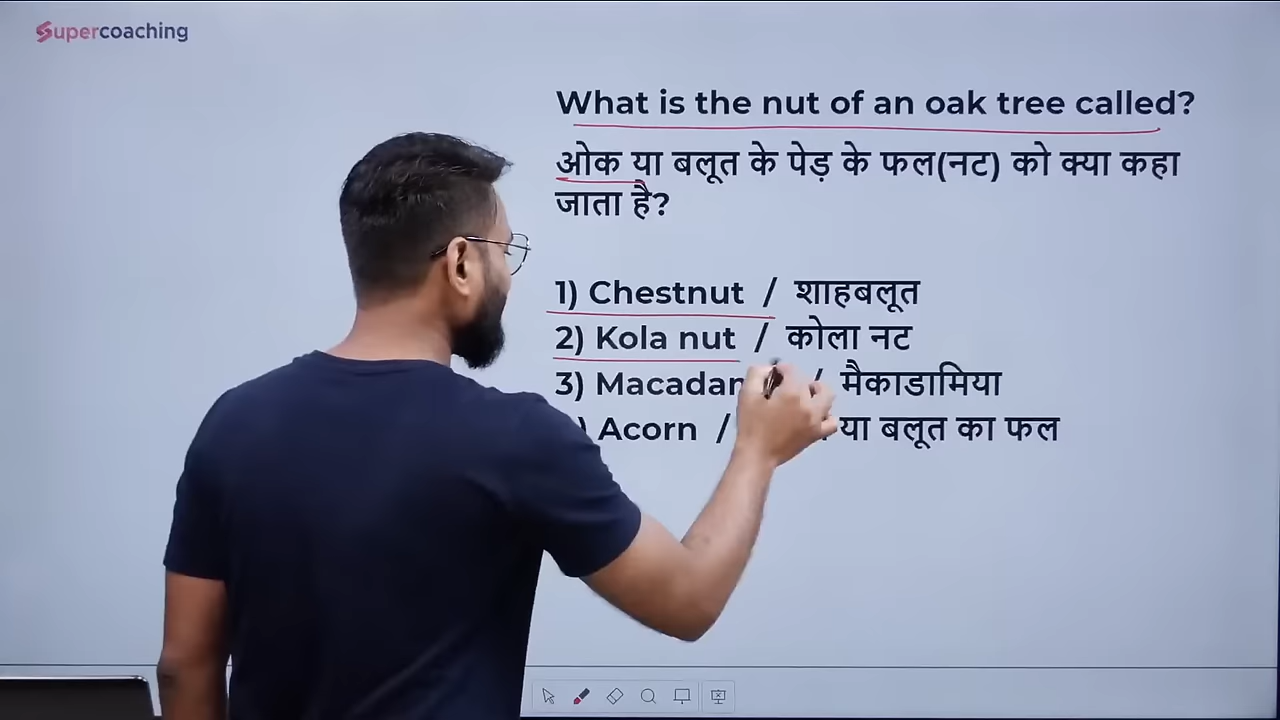 Supercoaching
What is the nut of an oak tree called?
ओक या बलूत के पेड़ के फल(नट) को क्या कहा
जाता है?
1) Chestnut / शाहबलूत
2) Kola nut / कोला नट
3) / मैकाडामिया
Acorn / या बलूत का फल